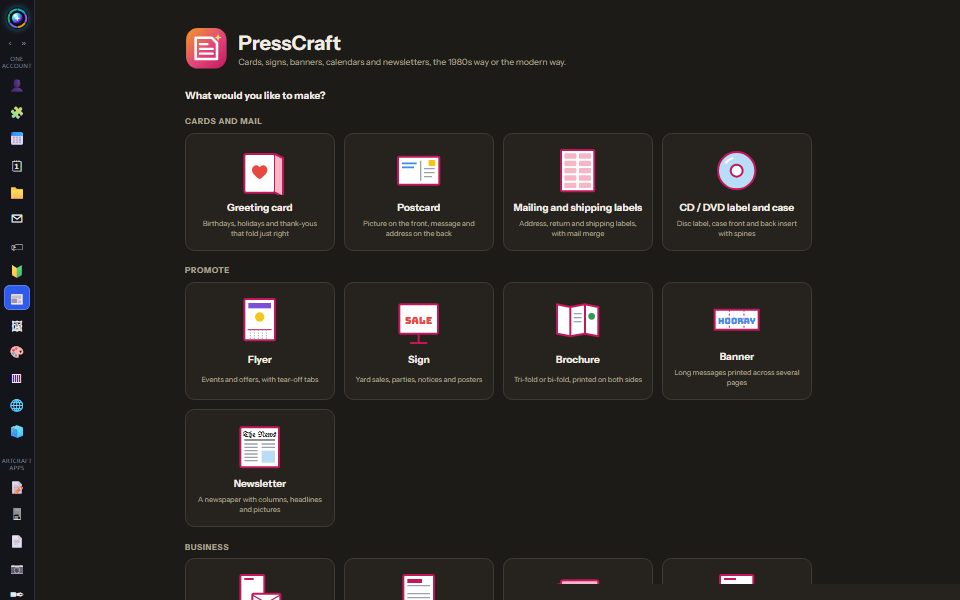 ONE
ACCOUNT
ARTCRAFT
APPS
PressCraft
Cards, signs, banners, calendars and newsletters, the 1980s way or the modern way.
What would you like to make?
CARDS AND MAIL
Greeting card
Birthdays, holidays and thank-yous
that fold just right
Postcard
Picture on the front, message and
address on the back
Mailing and shipping labels
Address, return and shipping labels,
with mail merge
CD / DVD label and case
Disc label, case front and back insert
with spines
PROMOTE
Flyer
Events and offers, with tear-off tabs
SALE
Sign
Yard sales, parties, notices and posters
Brochure
Tri-fold or bi-fold, printed on both sides
HOORAY
Banner
Long messages printed across several
pages
The News
Newsletter
A newspaper with columns, headlines
and pictures
BUSINESS